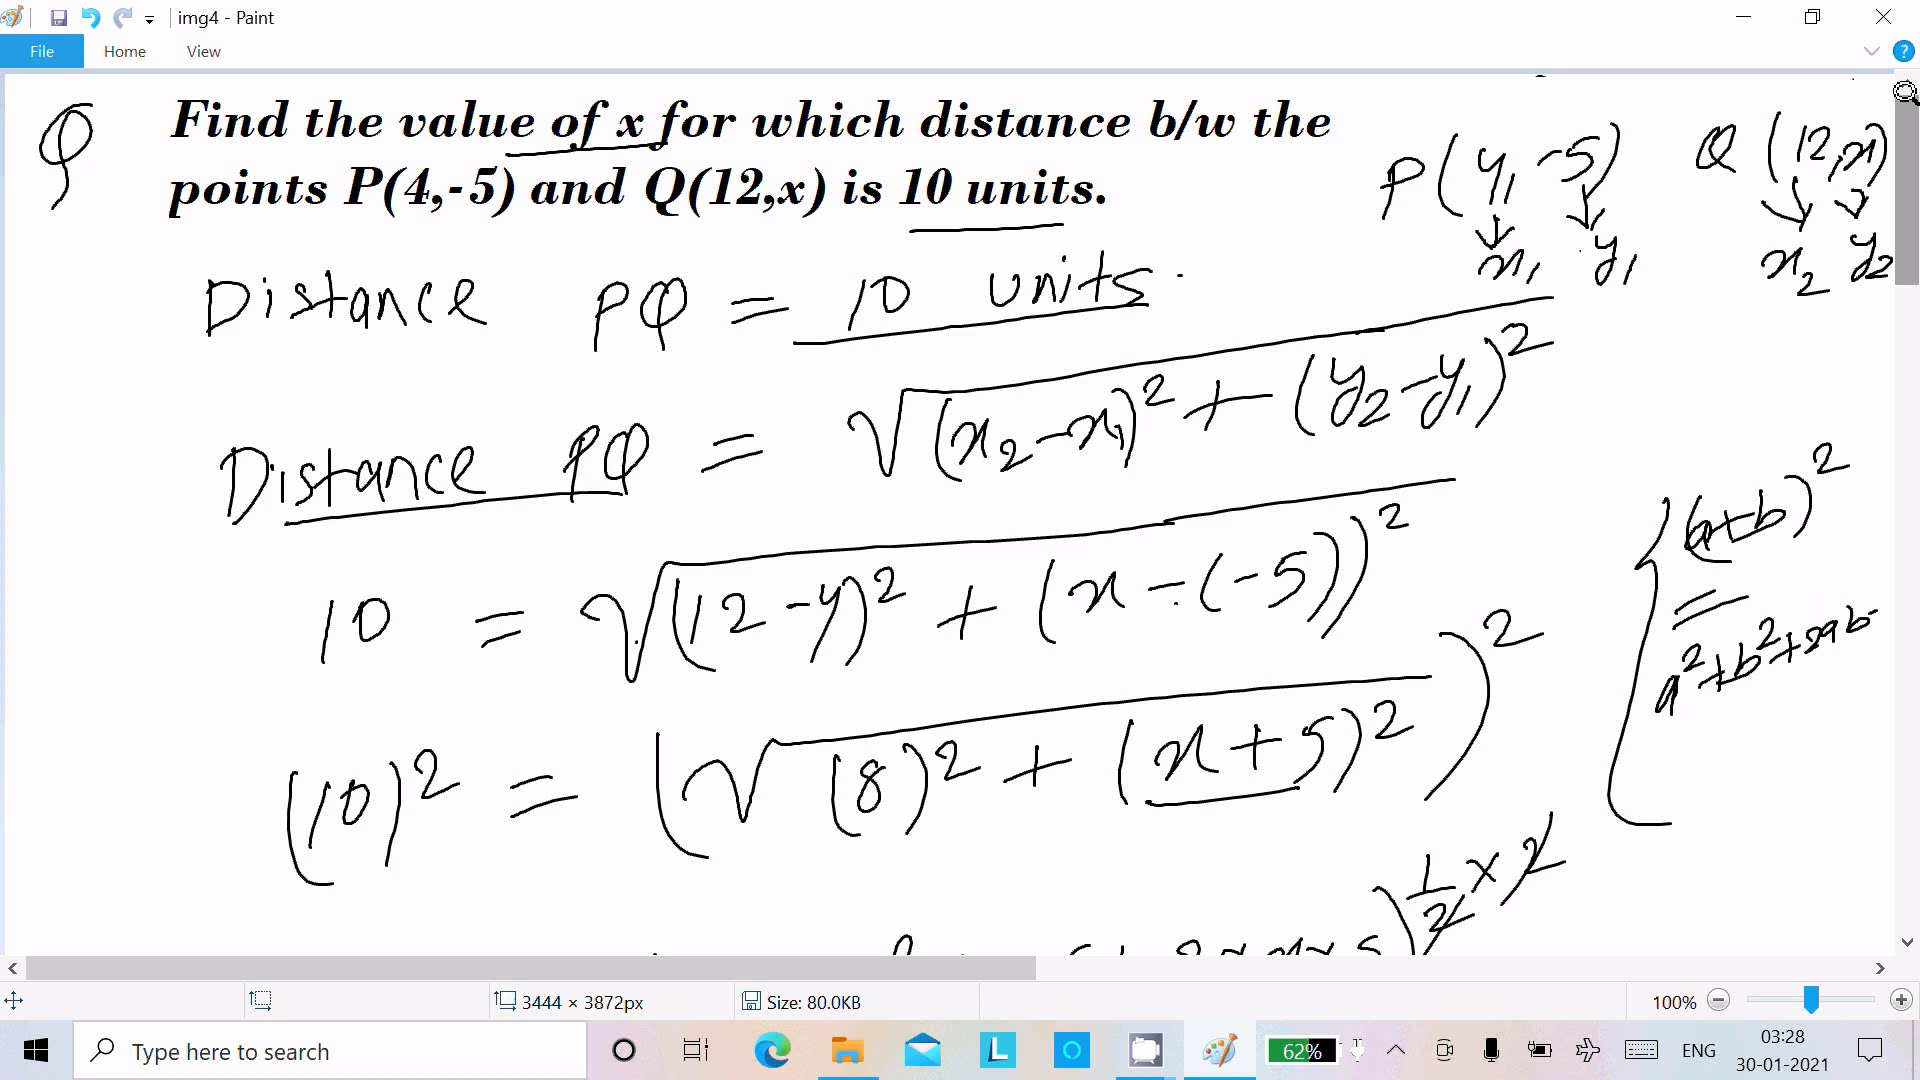 img4 - Paint
File Home View
Q Find the value of x for which distance b/w the
points P(4,-5) and Q(12,x) is 10 units.
P(4, -5) Q(12,x)
x₁ y₁ x₂ y₂
Distance PQ = 10 units.
Distance PQ = √(x₂-x₁)² + (y₂-y₁)²
10 = √(12-4)² + (x-(-5))²
(10)² = (√(8)² + (x+5)²)²
(a+b)²
=
a²+b²+2ab
1/2 x 2
3444 × 3872px Size: 80.0KB 100%
Type here to search
62% ENG 03:28
30-01-2021